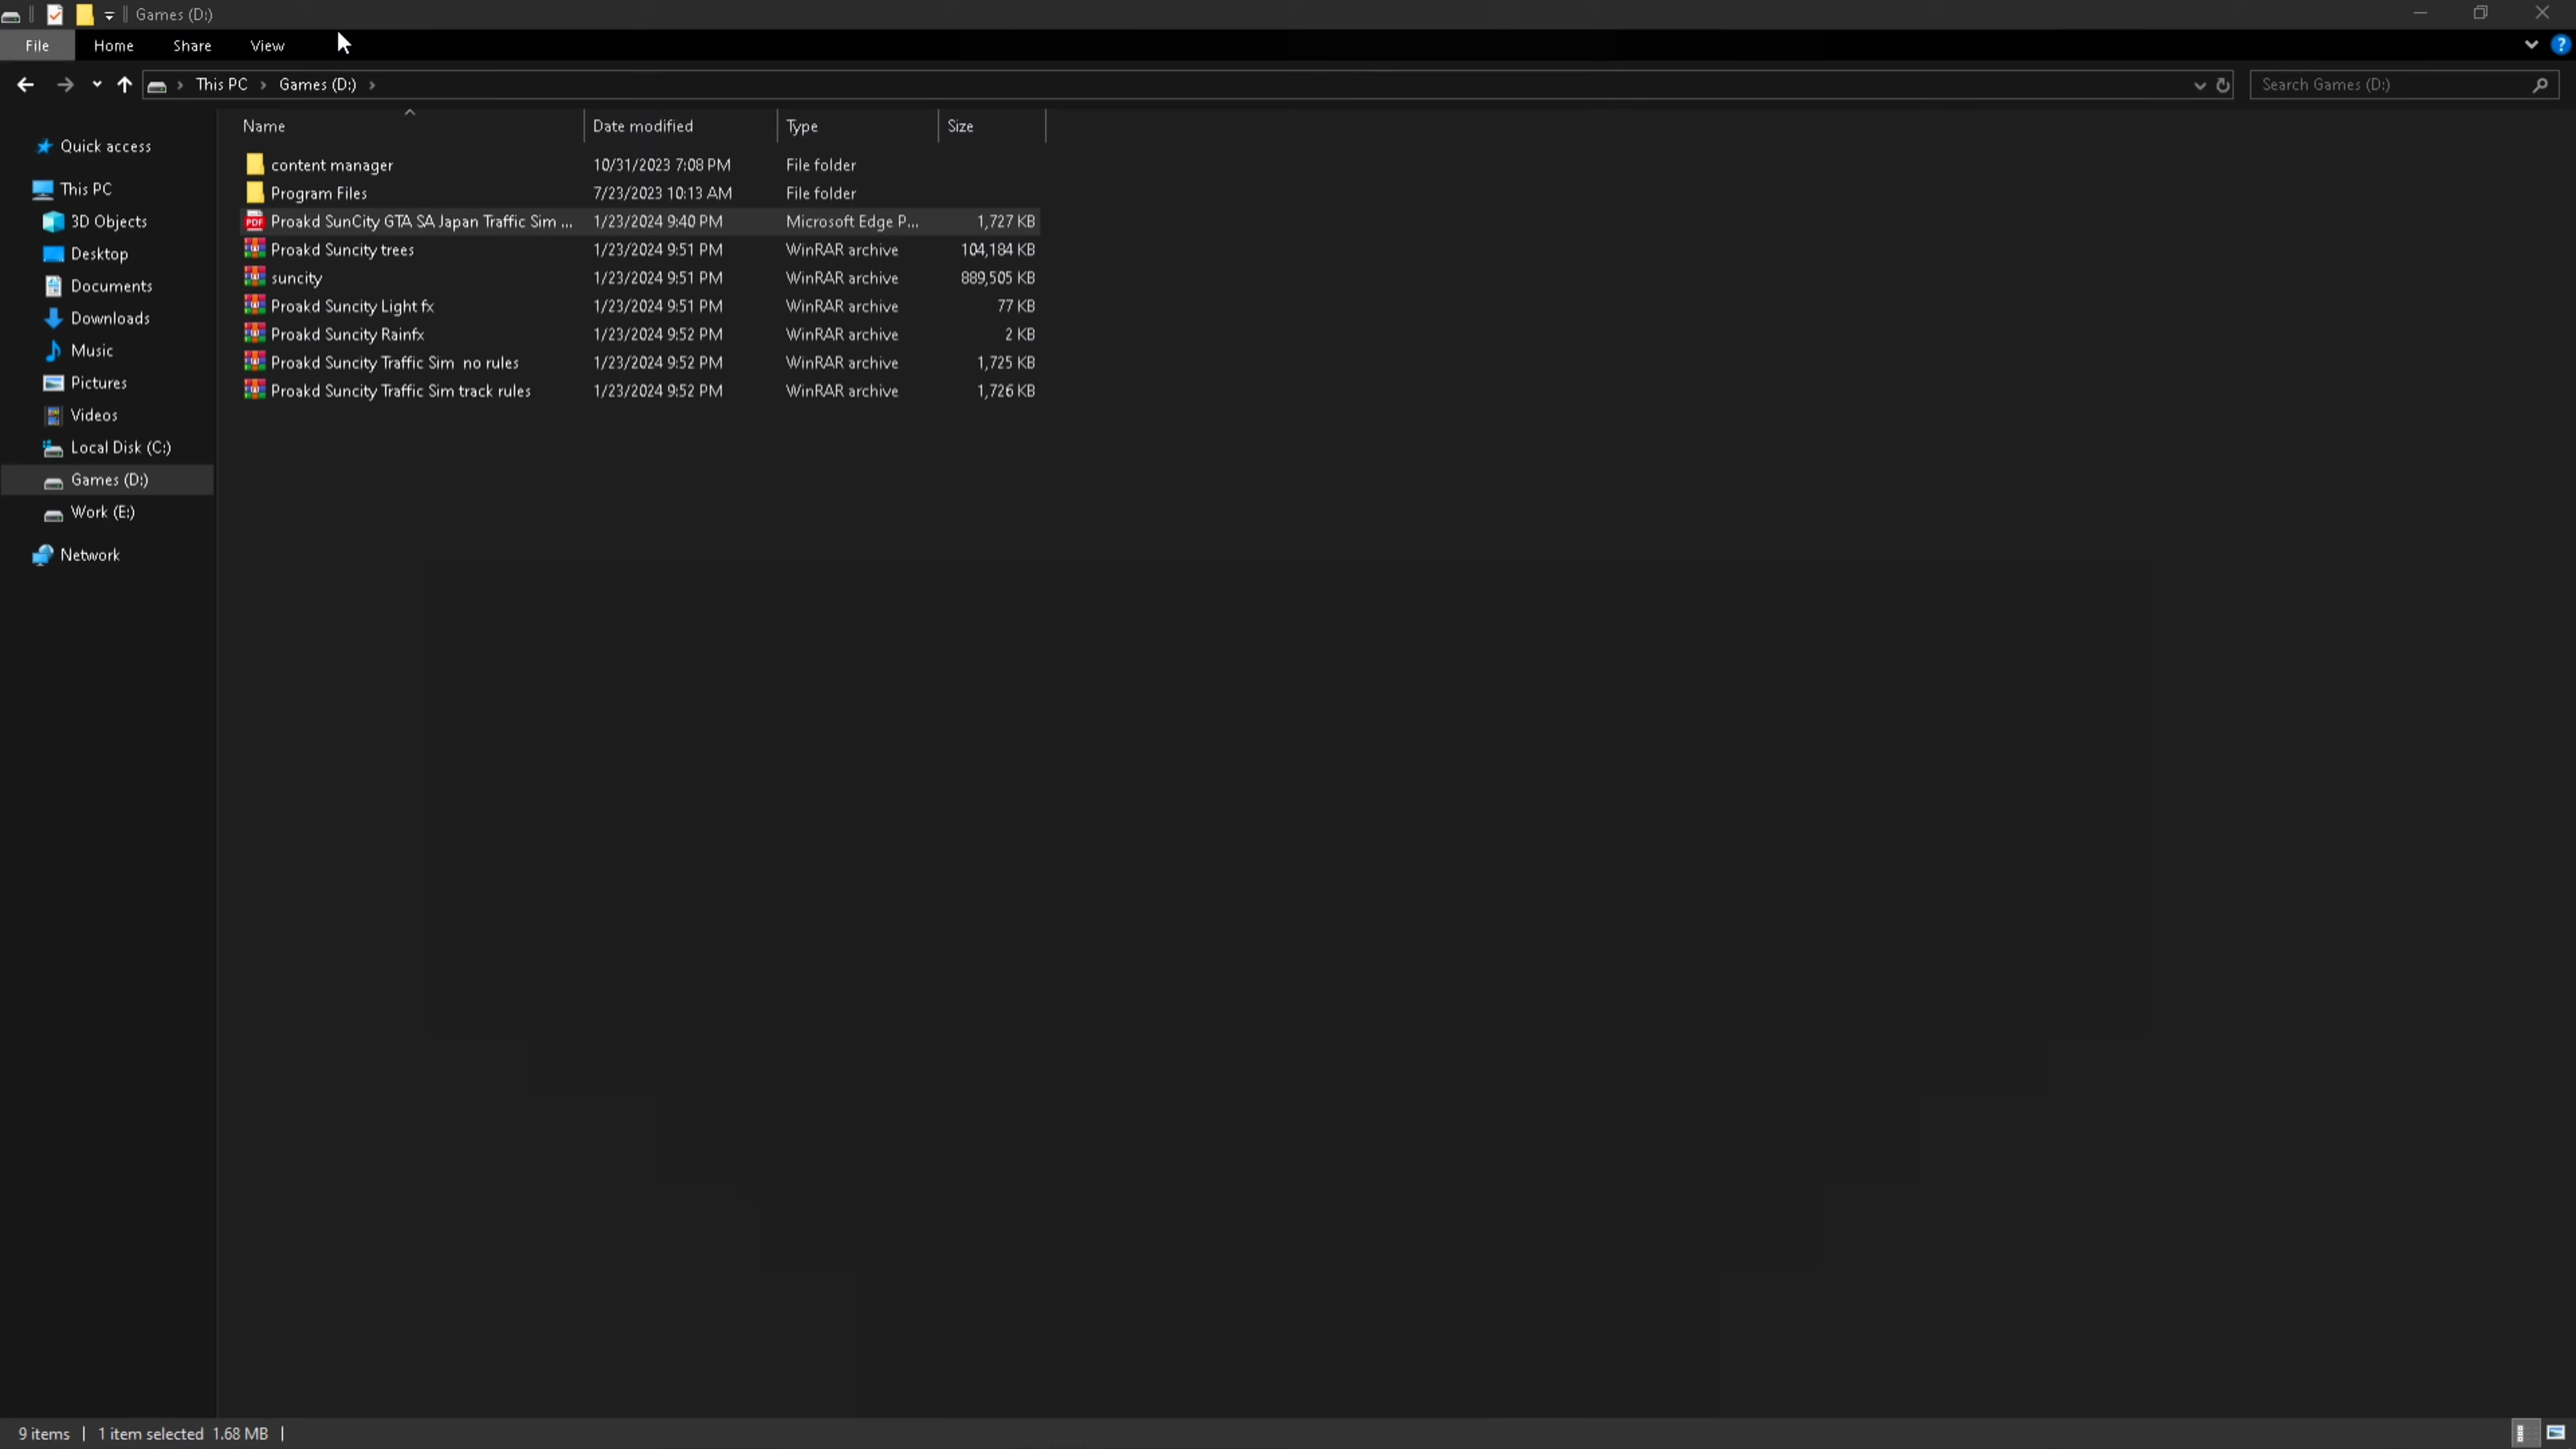 Games (D:)
File Home Share View ?
This PC Games (D:) Search Games (D:)
Name Date modified Type Size
Quick access
This PC
3D Objects
Desktop
Documents
Downloads
Music
Pictures
Videos
Local Disk (C:)
Games (D:)
Work (E:)
Network
content manager 10/31/2023 7:08 PM File folder
Program Files 7/23/2023 10:13 AM File folder
PDF Proakd SunCity GTA SA Japan Traffic Sim ... 1/23/2024 9:40 PM Microsoft Edge P... 1,727 KB
Proakd Suncity trees 1/23/2024 9:51 PM WinRAR archive 104,184 KB
suncity 1/23/2024 9:51 PM WinRAR archive 889,505 KB
Proakd Suncity Light fx 1/23/2024 9:51 PM WinRAR archive 77 KB
Proakd Suncity Rainfx 1/23/2024 9:52 PM WinRAR archive 2 KB
Proakd Suncity Traffic Sim  no rules 1/23/2024 9:52 PM WinRAR archive 1,725 KB
Proakd Suncity Traffic Sim track rules 1/23/2024 9:52 PM WinRAR archive 1,726 KB
9 items 1 item selected 1.68 MB